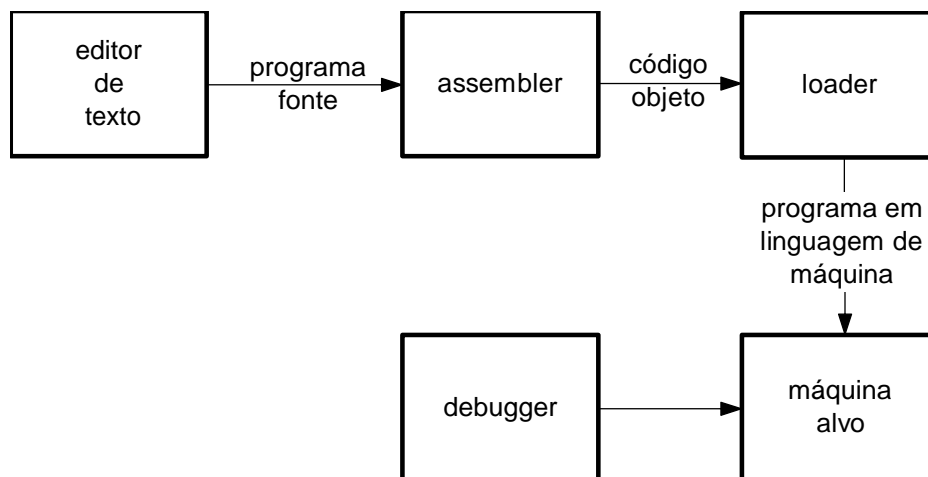 editor
de
texto
programa
fonte
assembler
código
objeto
loader
programa em
linguagem de
máquina
debugger
máquina
alvo